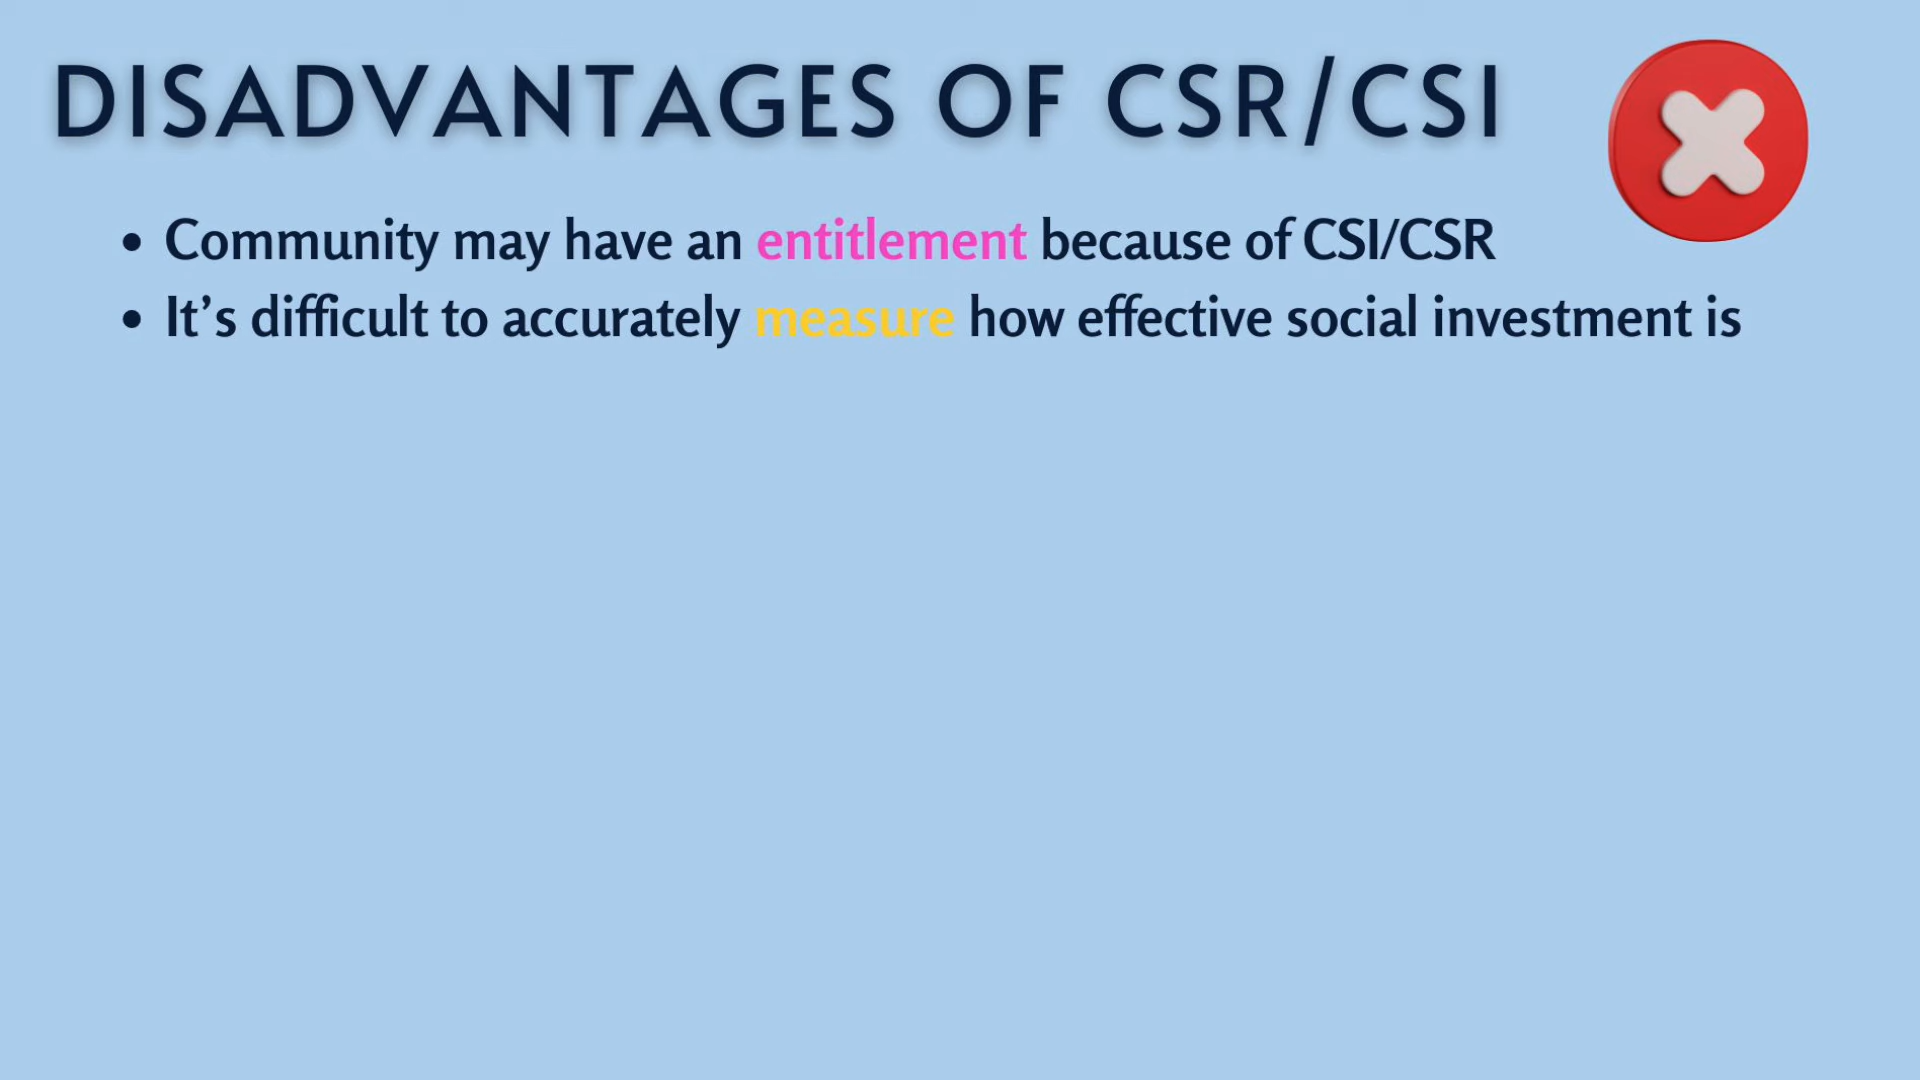 DISADVANTAGES OF CSR/CSI
• Community may have an entitlement because of CSI/CSR
• It’s difficult to accurately measure how effective social investment is